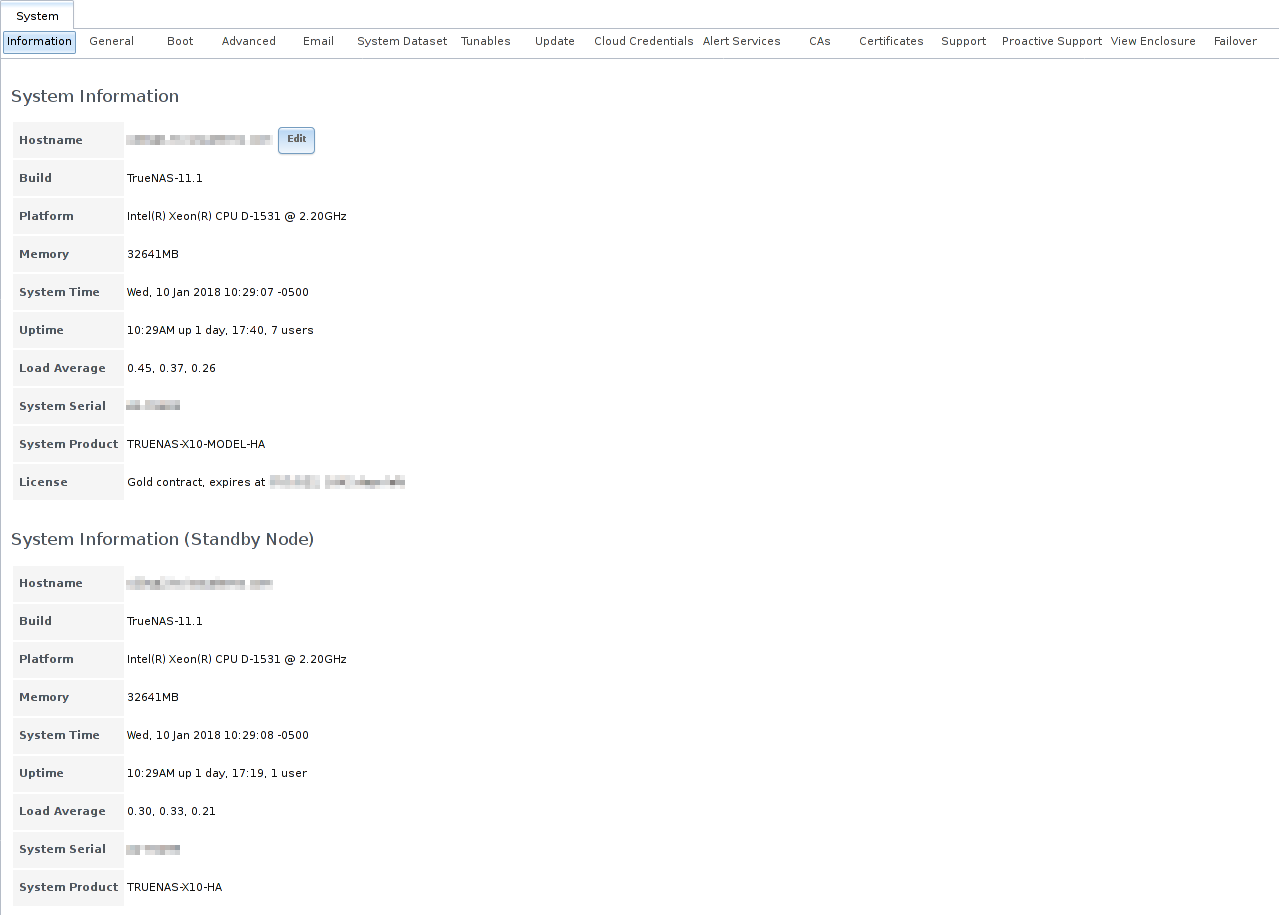 System
Information General Boot Advanced Email System Dataset Tunables Update Cloud Credentials Alert Services CAs Certificates Support Proactive Support View Enclosure Failover
System Information
Hostname Edit
Build TrueNAS-11.1
Platform Intel(R) Xeon(R) CPU D-1531 @ 2.20GHz
Memory 32641MB
System Time Wed, 10 Jan 2018 10:29:07 -0500
Uptime 10:29AM up 1 day, 17:40, 7 users
Load Average 0.45, 0.37, 0.26
System Serial
System Product TRUENAS-X10-MODEL-HA
License Gold contract, expires at
System Information (Standby Node)
Hostname
Build TrueNAS-11.1
Platform Intel(R) Xeon(R) CPU D-1531 @ 2.20GHz
Memory 32641MB
System Time Wed, 10 Jan 2018 10:29:08 -0500
Uptime 10:29AM up 1 day, 17:19, 1 user
Load Average 0.30, 0.33, 0.21
System Serial
System Product TRUENAS-X10-HA